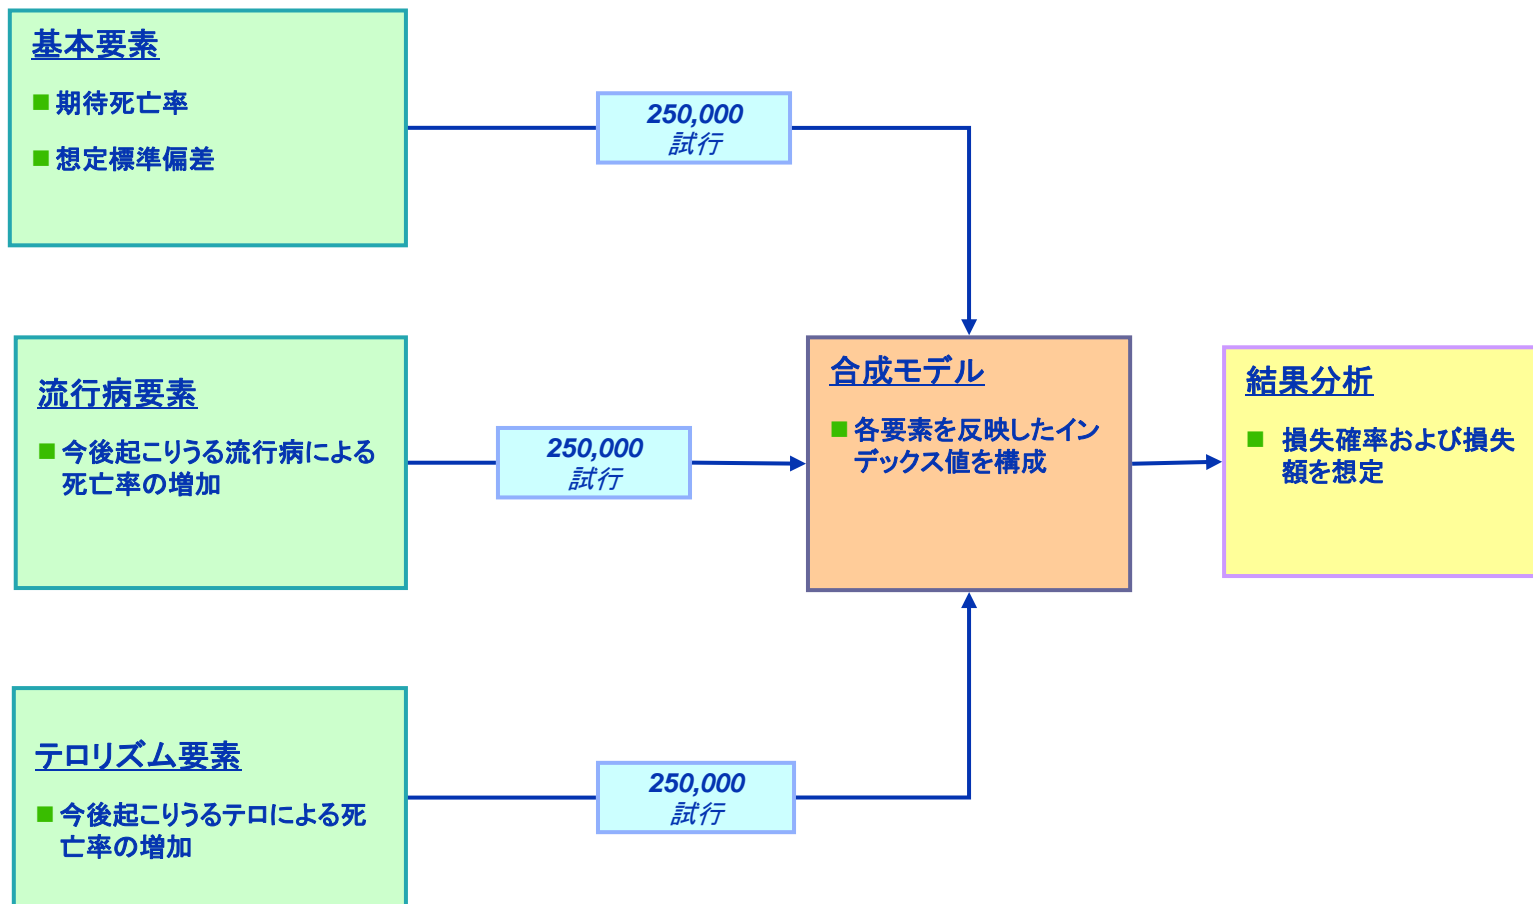 基本要素
期待死亡率
想定標準偏差
250,000
試行
流行病要素
今後起こりうる流行病による
死亡率の増加
250,000
試行
合成モデル
各要素を反映したイン
デックス値を構成
結果分析
損失確率および損失
額を想定
テロリズム要素
今後起こりうるテロによる死
亡率の増加
250,000
試行